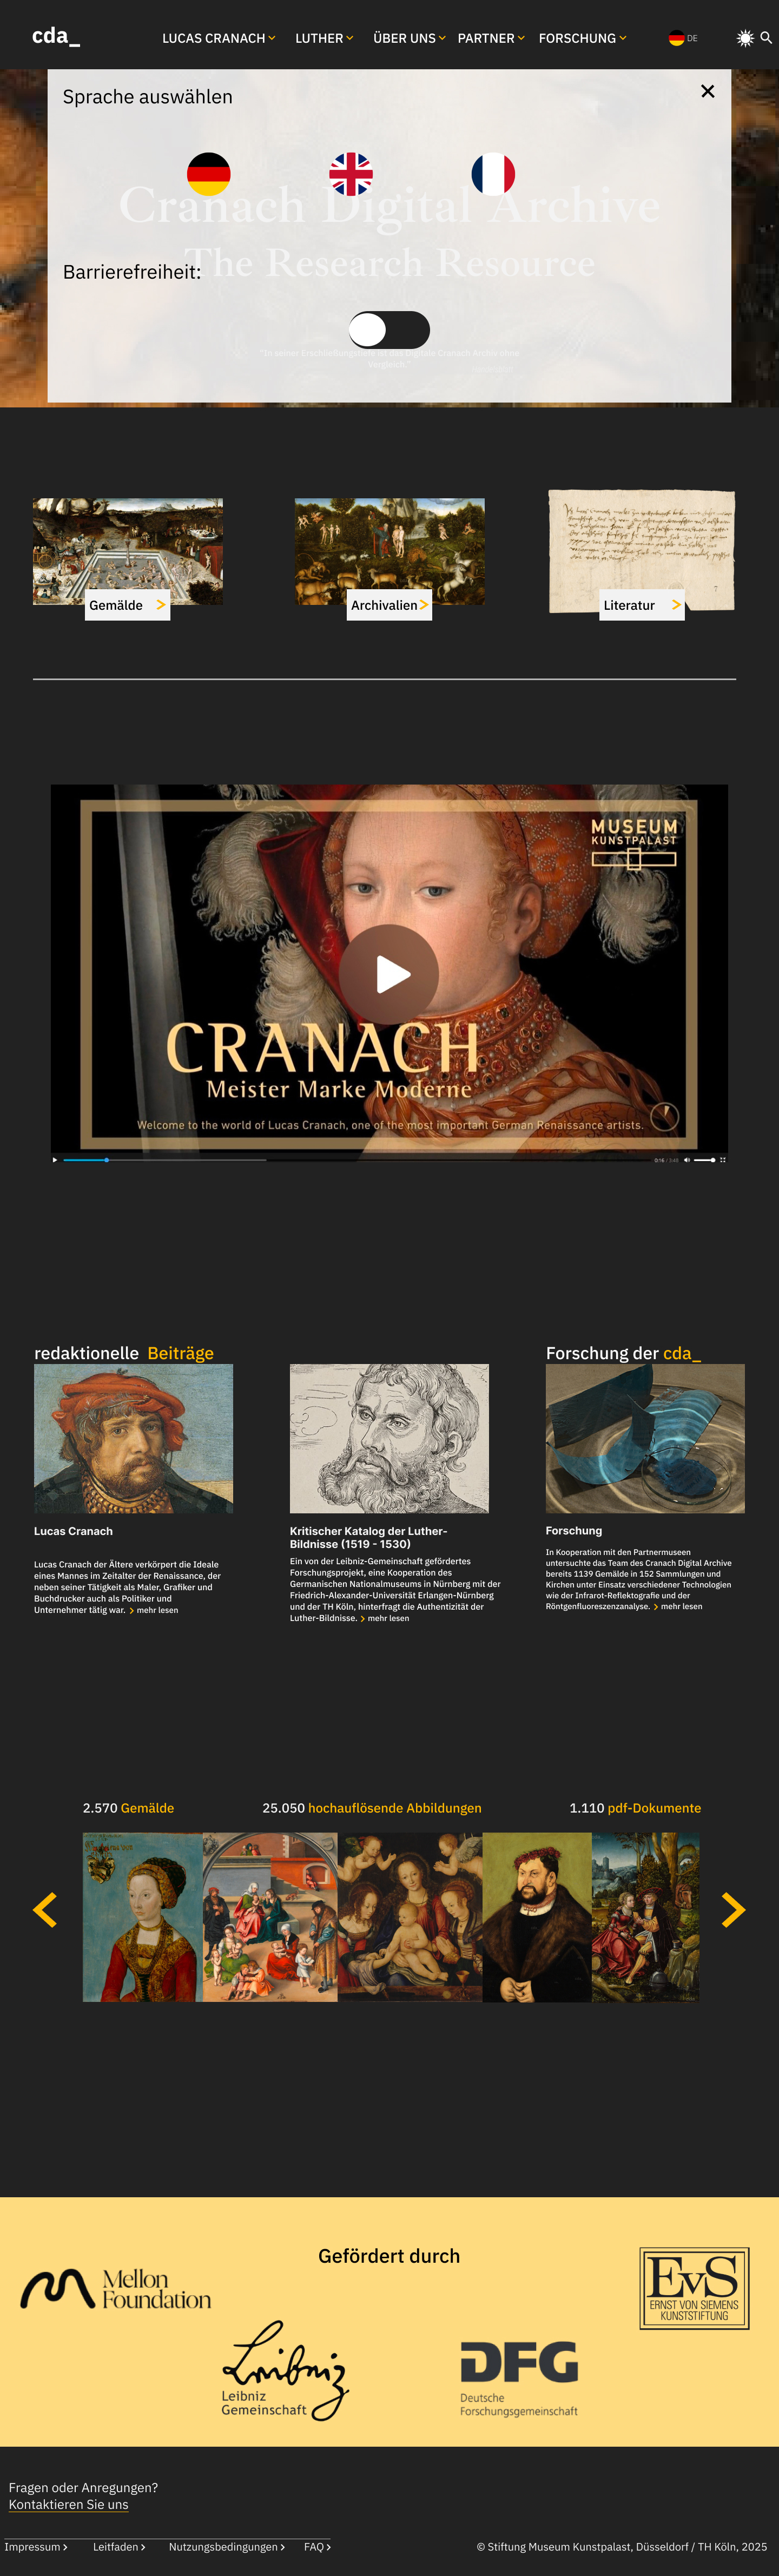 cda_ LUCAS CRANACH LUTHER ÜBER UNS PARTNER FORSCHUNG DE
Sprache auswählen
Cranach Digital Archive
The Research Resource
Barrierefreiheit:
Gemälde
Archivalien
Literatur
MUSEUM
KUNSTPALAST
CRANACH
Meister Marke Moderne
Welcome to the world of Lucas Cranach, one of the most important German Renaissance artists.
redaktionelle Beiträge
Forschung der cda_
Lucas Cranach
Lucas Cranach der Ältere verkörpert die Ideale
eines Mannes im Zeitalter der Renaissance, der
neben seiner Tätigkeit als Maler, Grafiker und
Buchdrucker auch als Politiker und
Unternehmer tätig war. mehr lesen
Kritischer Katalog der Luther-
Bildnisse (1519 - 1530)
Ein von der Leibniz-Gemeinschaft gefördertes
Forschungsprojekt, eine Kooperation des
Germanischen Nationalmuseums in Nürnberg mit der
Friedrich-Alexander-Universität Erlangen-Nürnberg
und der TH Köln, hinterfragt die Authentizität der
Luther-Bildnisse. mehr lesen
Forschung
In Kooperation mit den Partnermuseen
untersuchte das Team des Cranach Digital Archive
bereits 1139 Gemälde in 152 Sammlungen und
Kirchen unter Einsatz verschiedener Technologien
wie der Infrarot-Reflektografie und der
Röntgenfluoreszenzanalyse. mehr lesen
2.570 Gemälde
25.050 hochauflösende Abbildungen
1.110 pdf-Dokumente
Gefördert durch
Mellon
Foundation
EvS
ERNST VON SIEMENS
KUNSTSTIFTUNG
Leibniz
Leibniz
Gemeinschaft
DFG
Deutsche
Forschungsgemeinschaft
Fragen oder Anregungen?
Kontaktieren Sie uns
Impressum Leitfaden Nutzungsbedingungen FAQ
© Stiftung Museum Kunstpalast, Düsseldorf / TH Köln, 2025